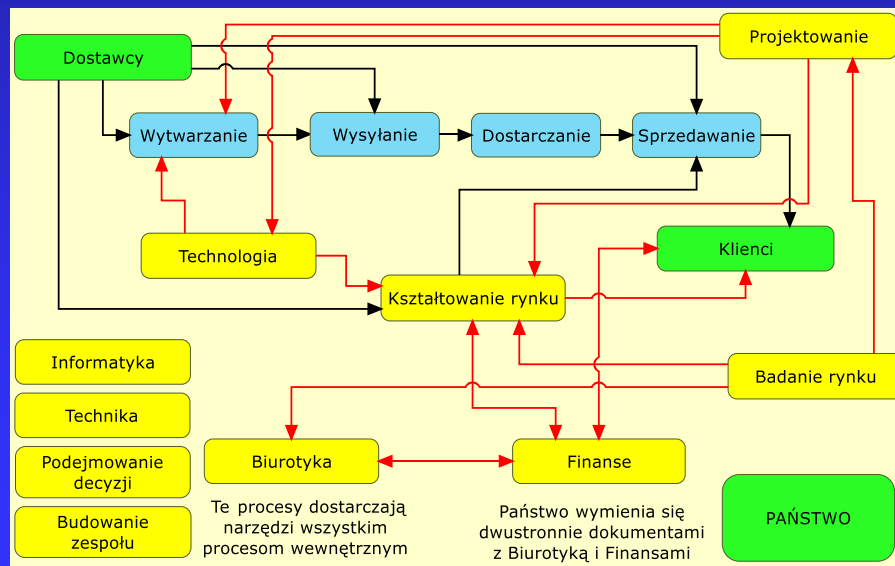 Dostawcy
Projektowanie
Wytwarzanie
Wysyłanie
Dostarczanie
Sprzedawanie
Technologia
Klienci
Kształtowanie rynku
Informatyka
Badanie rynku
Technika
Podejmowanie
decyzji
Biurotyka
Finanse
Budowanie
zespołu
Te procesy dostarczają
narzędzi wszystkim
procesom wewnętrznym
Państwo wymienia się
dwustronnie dokumentami
z Biurotyką i Finansami
PAŃSTWO